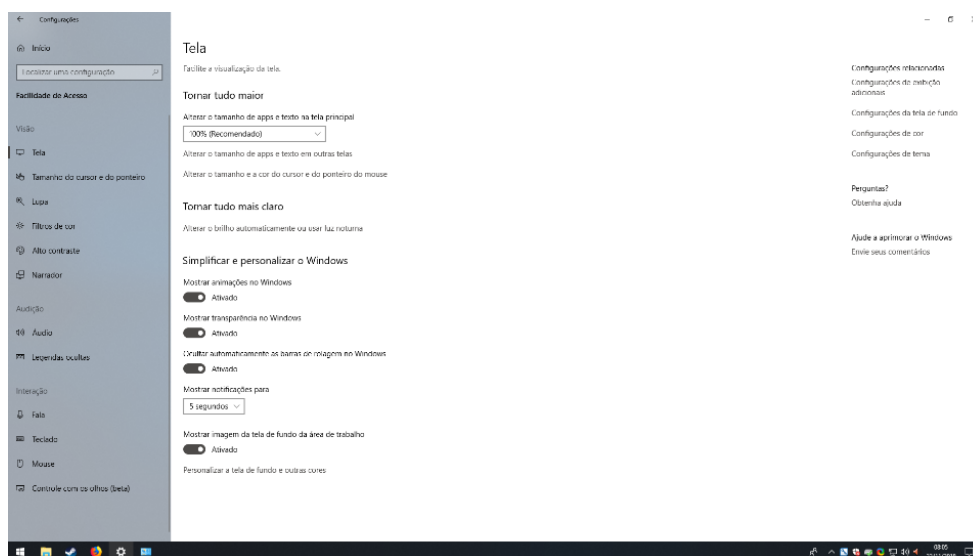 Configurações
Início
Localizar uma configuração
Facilidade de Acesso
Visão
Tela
Tamanho do cursor e do ponteiro
Lupa
Filtros de cor
Alto contraste
Narrador
Audição
Áudio
Legendas ocultas
Interação
Fala
Teclado
Mouse
Controle com os olhos (beta)
Tela
Facilite a visualização da tela.
Tornar tudo maior
Alterar o tamanho de apps e texto na tela principal
100% (Recomendado)
Alterar o tamanho de apps e texto em outras telas
Alterar o tamanho e a cor do cursor e do ponteiro do mouse
Tornar tudo mais claro
Alterar o brilho automaticamente ou usar luz noturna
Simplificar e personalizar o Windows
Mostrar animações no Windows
Ativado
Mostrar transparência no Windows
Ativado
Ocultar automaticamente as barras de rolagem no Windows
Ativado
Mostrar notificações para
5 segundos
Mostrar imagem da tela de fundo da área de trabalho
Ativado
Personalizar a tela de fundo e outras cores
Configurações relacionadas
Configurações de exibição
adicionais
Configurações da tela de fundo
Configurações de cor
Configurações de tema
Perguntas?
Obtenha ajuda
Ajude a aprimorar o Windows
Envie seus comentários
08:05